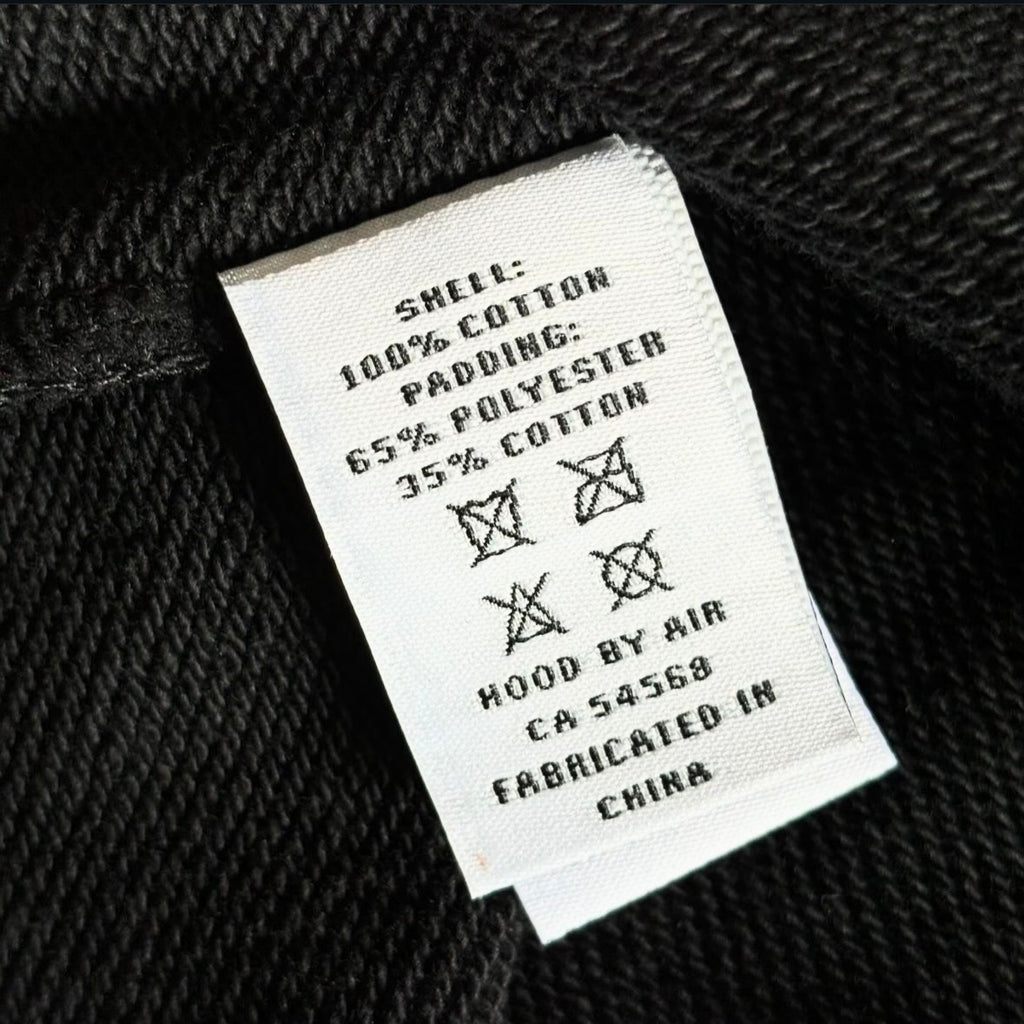 SHELL:
100% COTTON
PADDING:
65% POLYESTER
35% COTTON
HOOD BY AIR
CA 54568
FABRICATED IN
CHINA